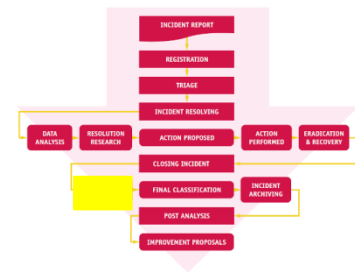 INCIDENT REPORT
REGISTRATION
TRIAGE
INCIDENT RESOLVING
DATA
ANALYSIS
RESOLUTION
RESEARCH
ACTION PROPOSED
ACTION
PERFORMED
ERADICATION
& RECOVERY
CLOSING INCIDENT
FINAL CLASSIFICATION
INCIDENT
ARCHIVING
POST ANALYSIS
IMPROVEMENT PROPOSALS